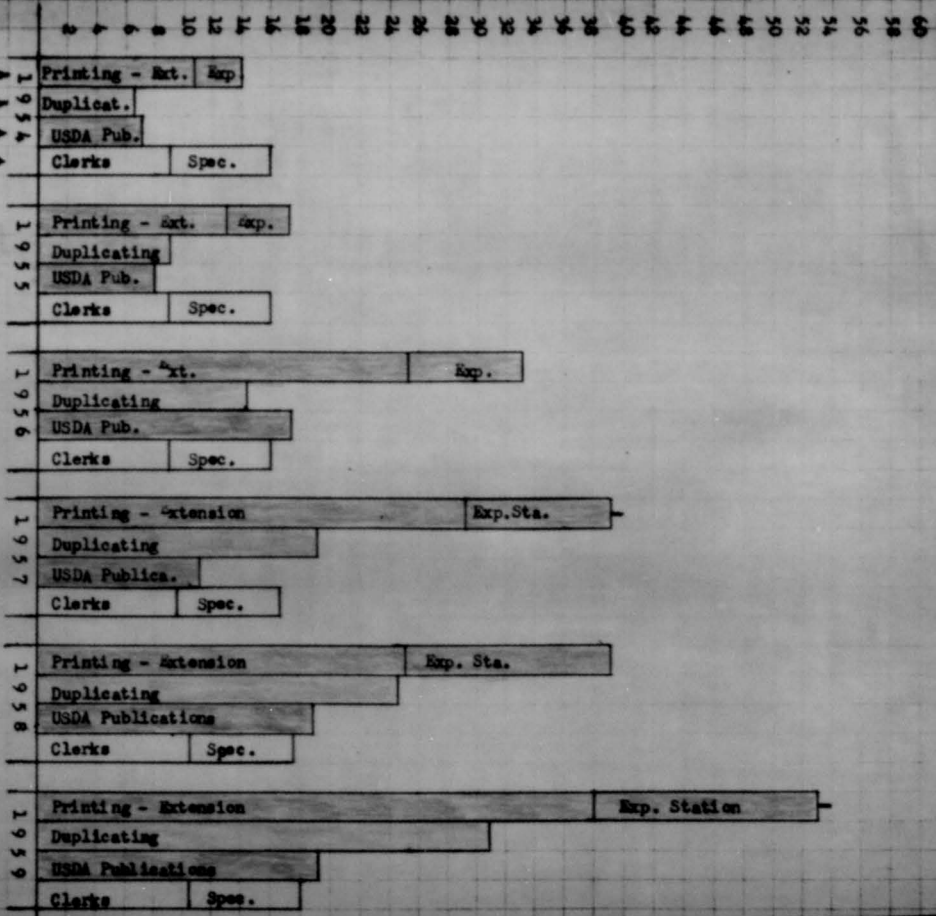 2 4 6 8 10 12 14 16 18 20 22 24 26 28 30 32 34 36 38 40 42 44 46 48 50 52 54 56 58 60
1954
Printing - Ext. Exp
Duplicat.
USDA Pub.
Clerks Spec.
1955
Printing - Ext. Exp.
Duplicating
USDA Pub.
Clerks Spec.
1956
Printing - Ext. Exp.
Duplicating
USDA Pub.
Clerks Spec.
1957
Printing - Extension Exp.Sta.
Duplicating
USDA Publica.
Clerks Spec.
1958
Printing - Extension Exp. Sta.
Duplicating
USDA Publications
Clerks Spec.
1959
Printing - Extension Exp. Station
Duplicating
USDA Publications
Clerks Spec.